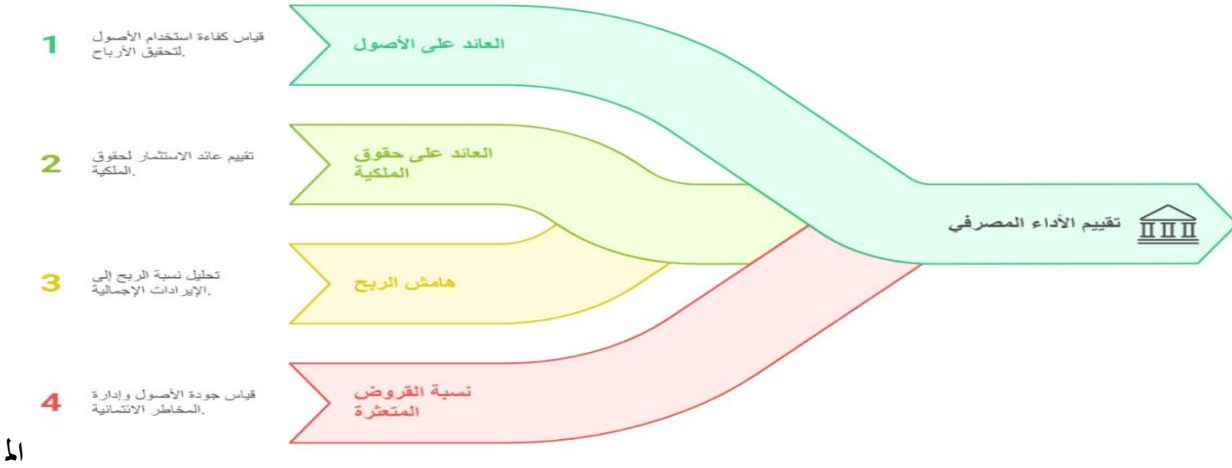 1
قياس كفاءة استخدام الأصول
لتحقيق الأرباح.
العائد على الأصول
2
تقييم عائد الاستثمار لحقوق
الملكية.
العائد على حقوق
الملكية
3
تحليل نسبة الربح إلى
الإيرادات الإجمالية.
هامش الربح
4
قياس جودة الأصول وإدارة
المخاطر الائتمانية.
نسبة القروض
المتعثرة
تقييم الأداء المصرفي
الم